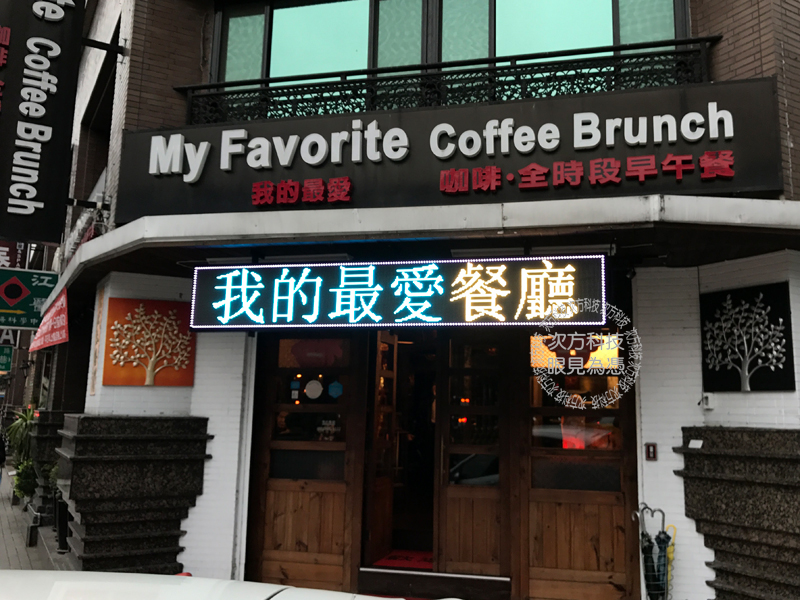 My Favorite Coffee Brunch
我的最愛 咖啡·全時段早午餐
我的最愛餐廳
Coffee Brunch
次方科技
眼見為憑
江